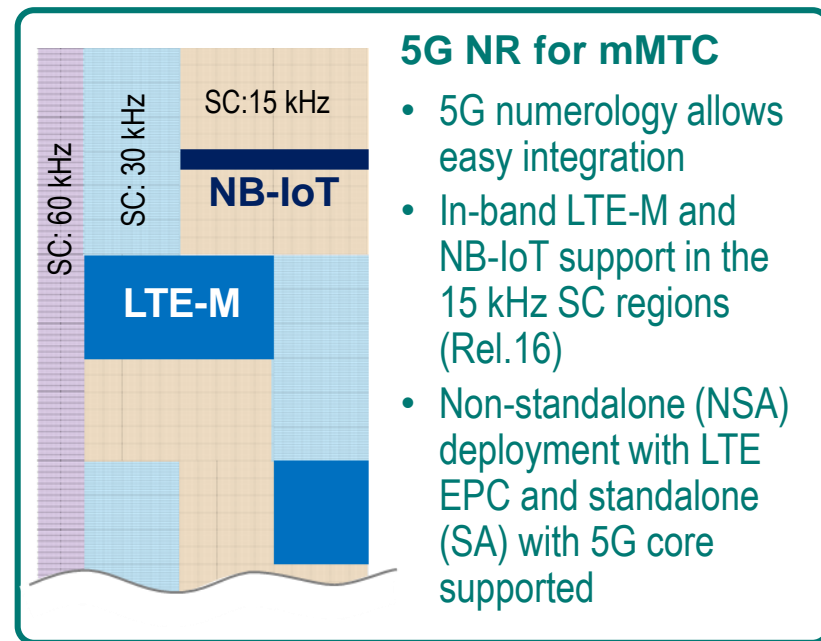 SC: 60 kHz
SC: 30 kHz
SC:15 kHz
NB-IoT
LTE-M
5G NR for mMTC
• 5G numerology allows
easy integration
• In-band LTE-M and
NB-IoT support in the
15 kHz SC regions
(Rel.16)
• Non-standalone (NSA)
deployment with LTE
EPC and standalone
(SA) with 5G core
supported